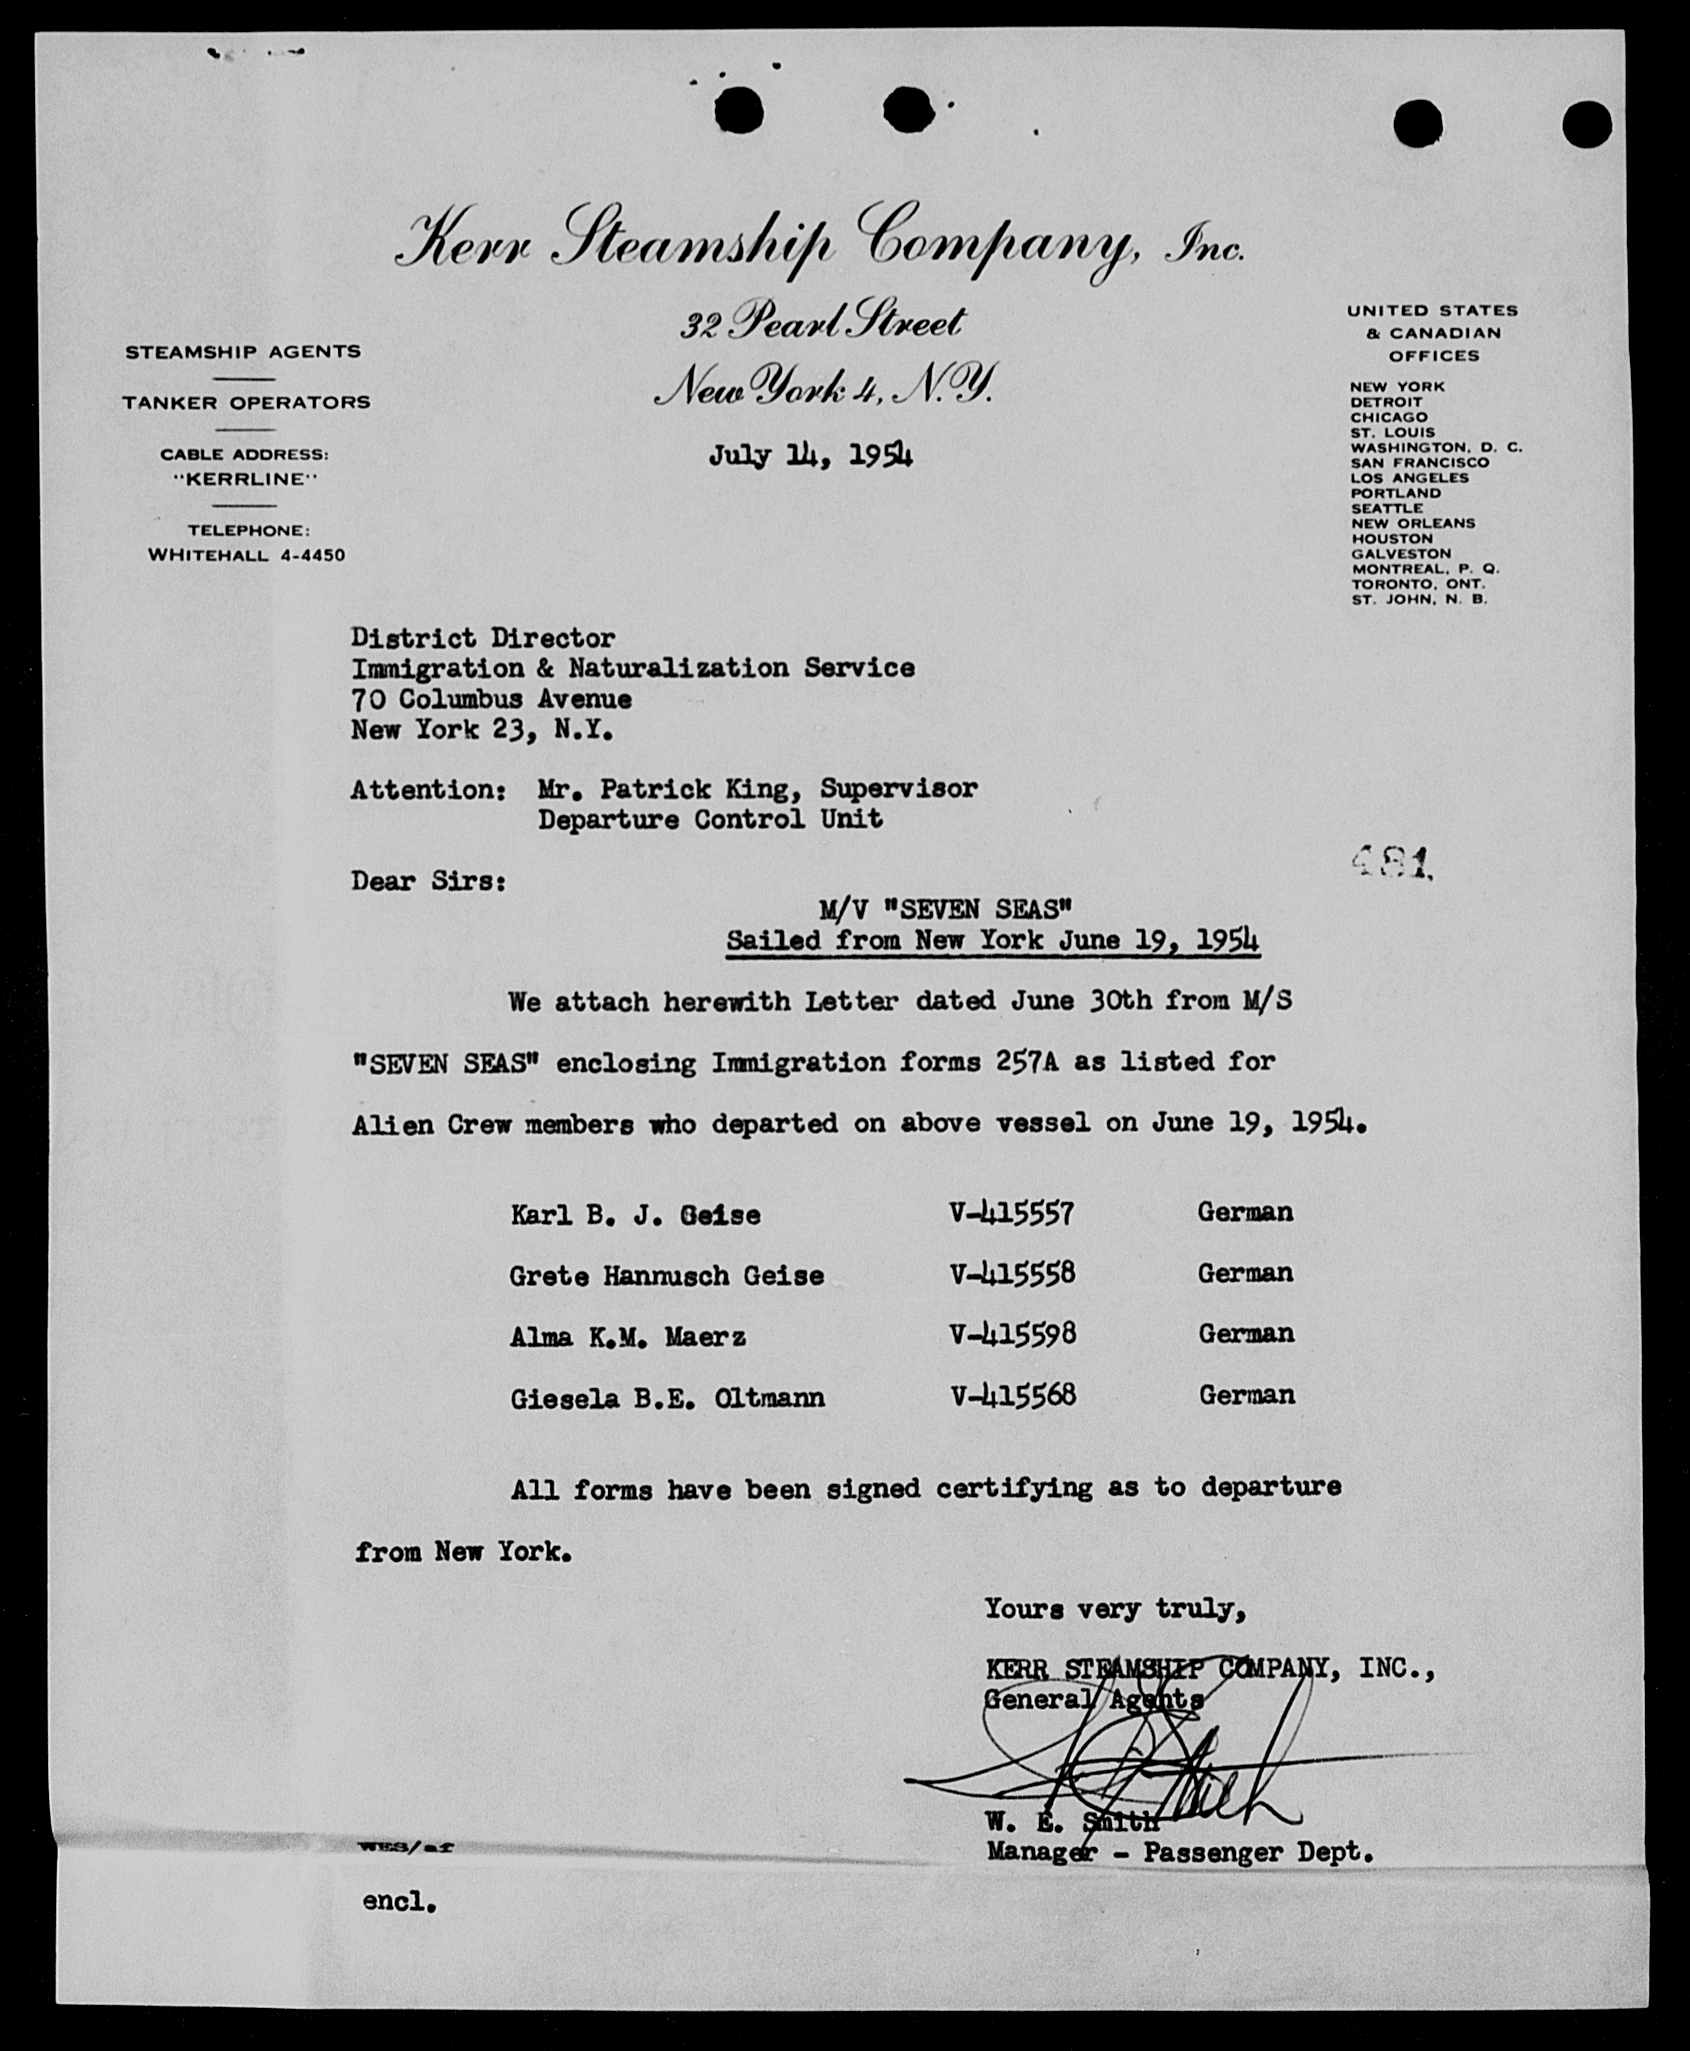 Kerr Steamship Company, Inc.
32 Pearl Street
New York 4, N.Y.
July 14, 1954
STEAMSHIP AGENTS
TANKER OPERATORS
CABLE ADDRESS:
"KERRLINE"
TELEPHONE:
WHITEHALL 4-4450
UNITED STATES
& CANADIAN
OFFICES
NEW YORK
DETROIT
CHICAGO
ST. LOUIS
WASHINGTON, D. C.
SAN FRANCISCO
LOS ANGELES
PORTLAND
SEATTLE
NEW ORLEANS
HOUSTON
GALVESTON
MONTREAL, P. Q.
TORONTO, ONT.
ST. JOHN, N. B.
District Director
Immigration & Naturalization Service
70 Columbus Avenue
New York 23, N.Y.
Attention: Mr. Patrick King, Supervisor
Departure Control Unit
481.
Dear Sirs:
M/V "SEVEN SEAS"
Sailed from New York June 19, 1954
We attach herewith Letter dated June 30th from M/S
"SEVEN SEAS" enclosing Immigration forms 257A as listed for
Alien Crew members who departed on above vessel on June 19, 1954.
Karl B. J. Geise V-415557 German
Grete Hannusch Geise V-415558 German
Alma K.M. Maerz V-415598 German
Giesela B.E. Oltmann V-415568 German
All forms have been signed certifying as to departure
from New York.
Yours very truly,
KERR STEAMSHIP COMPANY, INC.,
General Agents
W. E. Smith
Manager - Passenger Dept.
WES/af
encl.